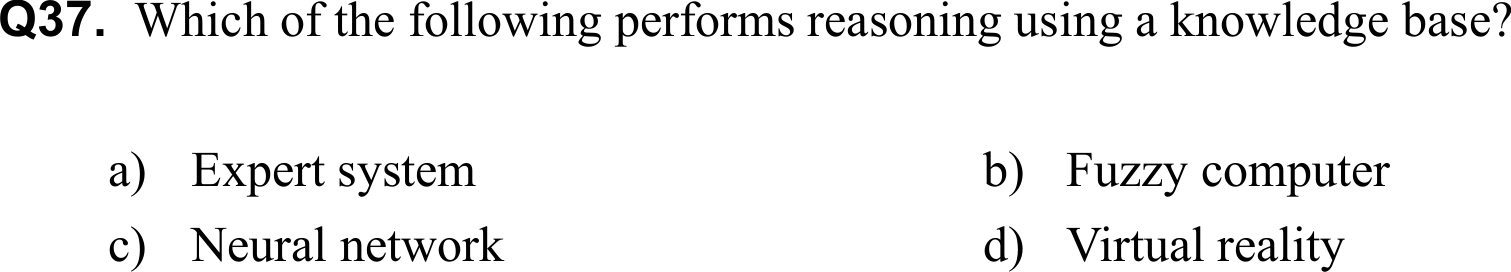 Q37. Which of the following performs reasoning using a knowledge base?
a) Expert system b) Fuzzy computer
c) Neural network d) Virtual reality